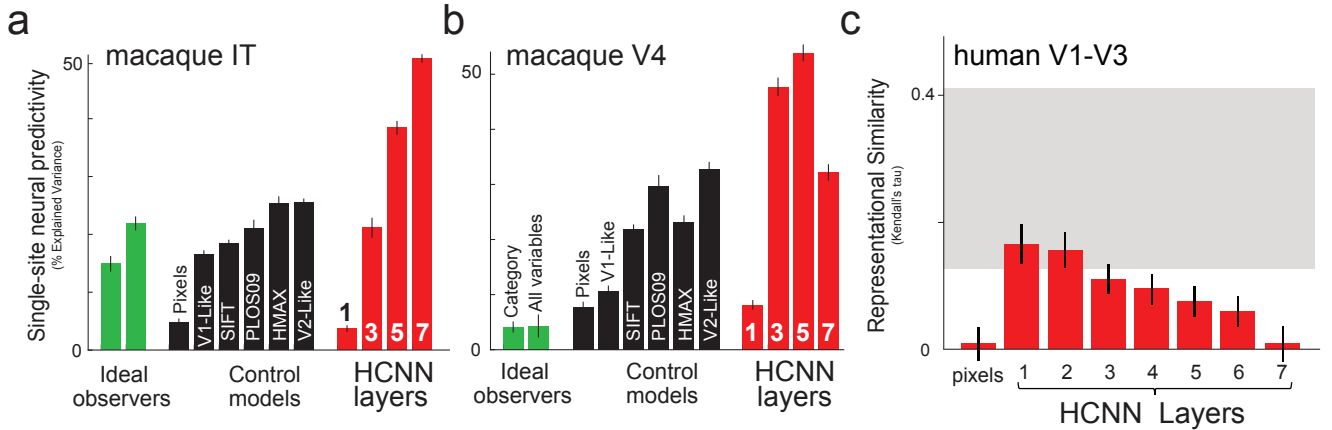 a
macaque IT
Single-site neural predictivity
(% Explained Variance)
50
0
Pixels
V1-Like
SIFT
PLOS09
HMAX
V2-Like
1
3
5
7
Ideal
observers
Control
models
HCNN
layers
b
macaque V4
50
0
Category
All variables
Pixels
V1-Like
SIFT
PLOS09
HMAX
V2-Like
1
3
5
7
Ideal
observers
Control
models
HCNN
layers
c
human V1-V3
Representational Similarity
(Kendall's tau)
0.4
0
pixels
1
2
3
4
5
6
7
HCNN Layers